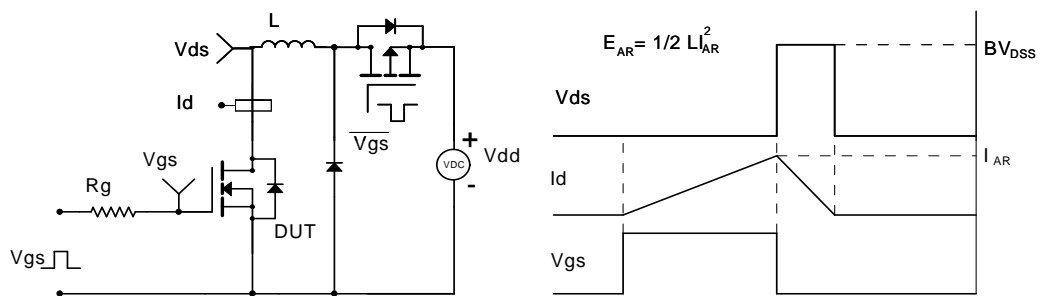 L
Vds
Id
Vgs
Rg
DUT
Vgs
Vgs
+
VDC
-
Vdd
E_AR = 1/2 LI²_AR
BV_DSS
Vds
I_AR
Id
Vgs